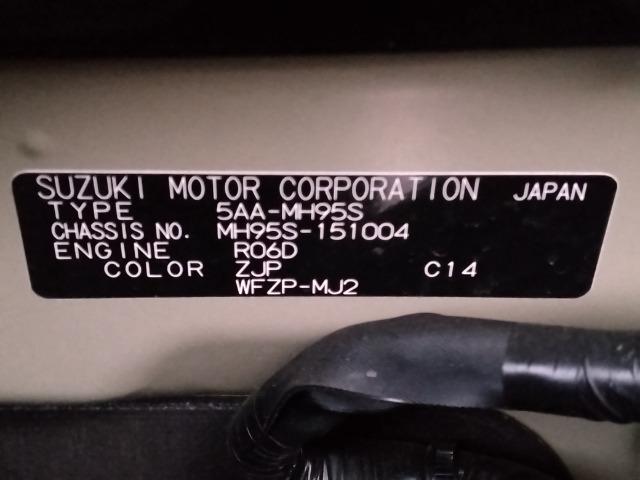 SUZUKI MOTOR CORPORATION JAPAN
TYPE 5AA-MH95S
CHASSIS NO. MH95S-151004
ENGINE R06D
COLOR ZJP C14
WFZP-MJ2